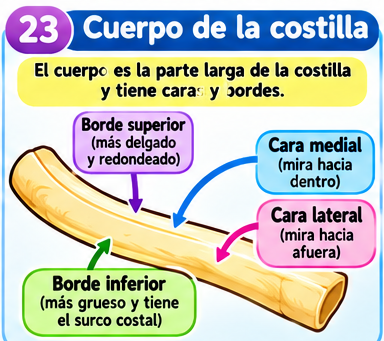 23 Cuerpo de la costilla
El cuerpo es la parte larga de la costilla
y tiene caras y bordes.
Borde superior
(más delgado
y redondeado)
Cara medial
(mira hacia
dentro)
Cara lateral
(mira hacia
afuera)
Borde inferior
(más grueso y tiene
el surco costal)